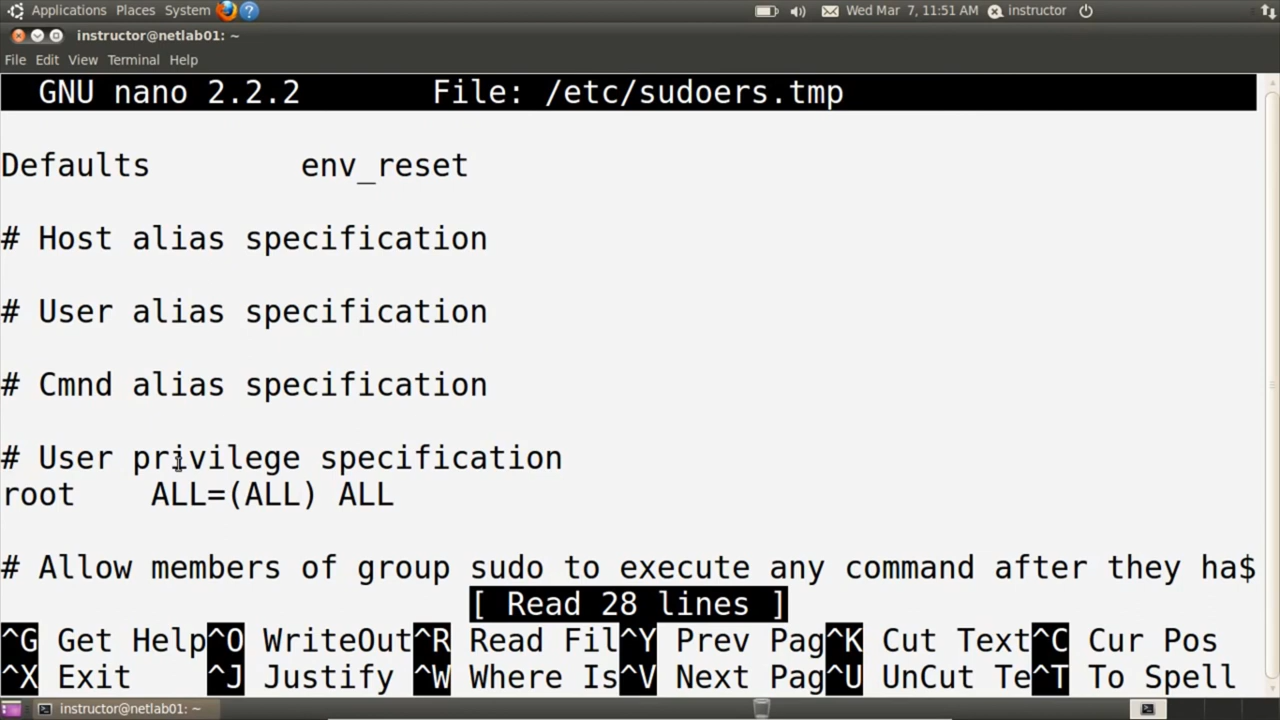 Applications Places System Wed Mar 7, 11:51 AM instructor
instructor@netlab01: ~
File Edit View Terminal Help
GNU nano 2.2.2 File: /etc/sudoers.tmp
Defaults env_reset
# Host alias specification
# User alias specification
# Cmnd alias specification
# User privilege specification
root ALL=(ALL) ALL
# Allow members of group sudo to execute any command after they ha$
[ Read 28 lines ]
^G Get Help ^O WriteOut ^R Read Fil ^Y Prev Pag ^K Cut Text ^C Cur Pos
^X Exit ^J Justify ^W Where Is ^V Next Pag ^U UnCut Te ^T To Spell
instructor@netlab01: ~